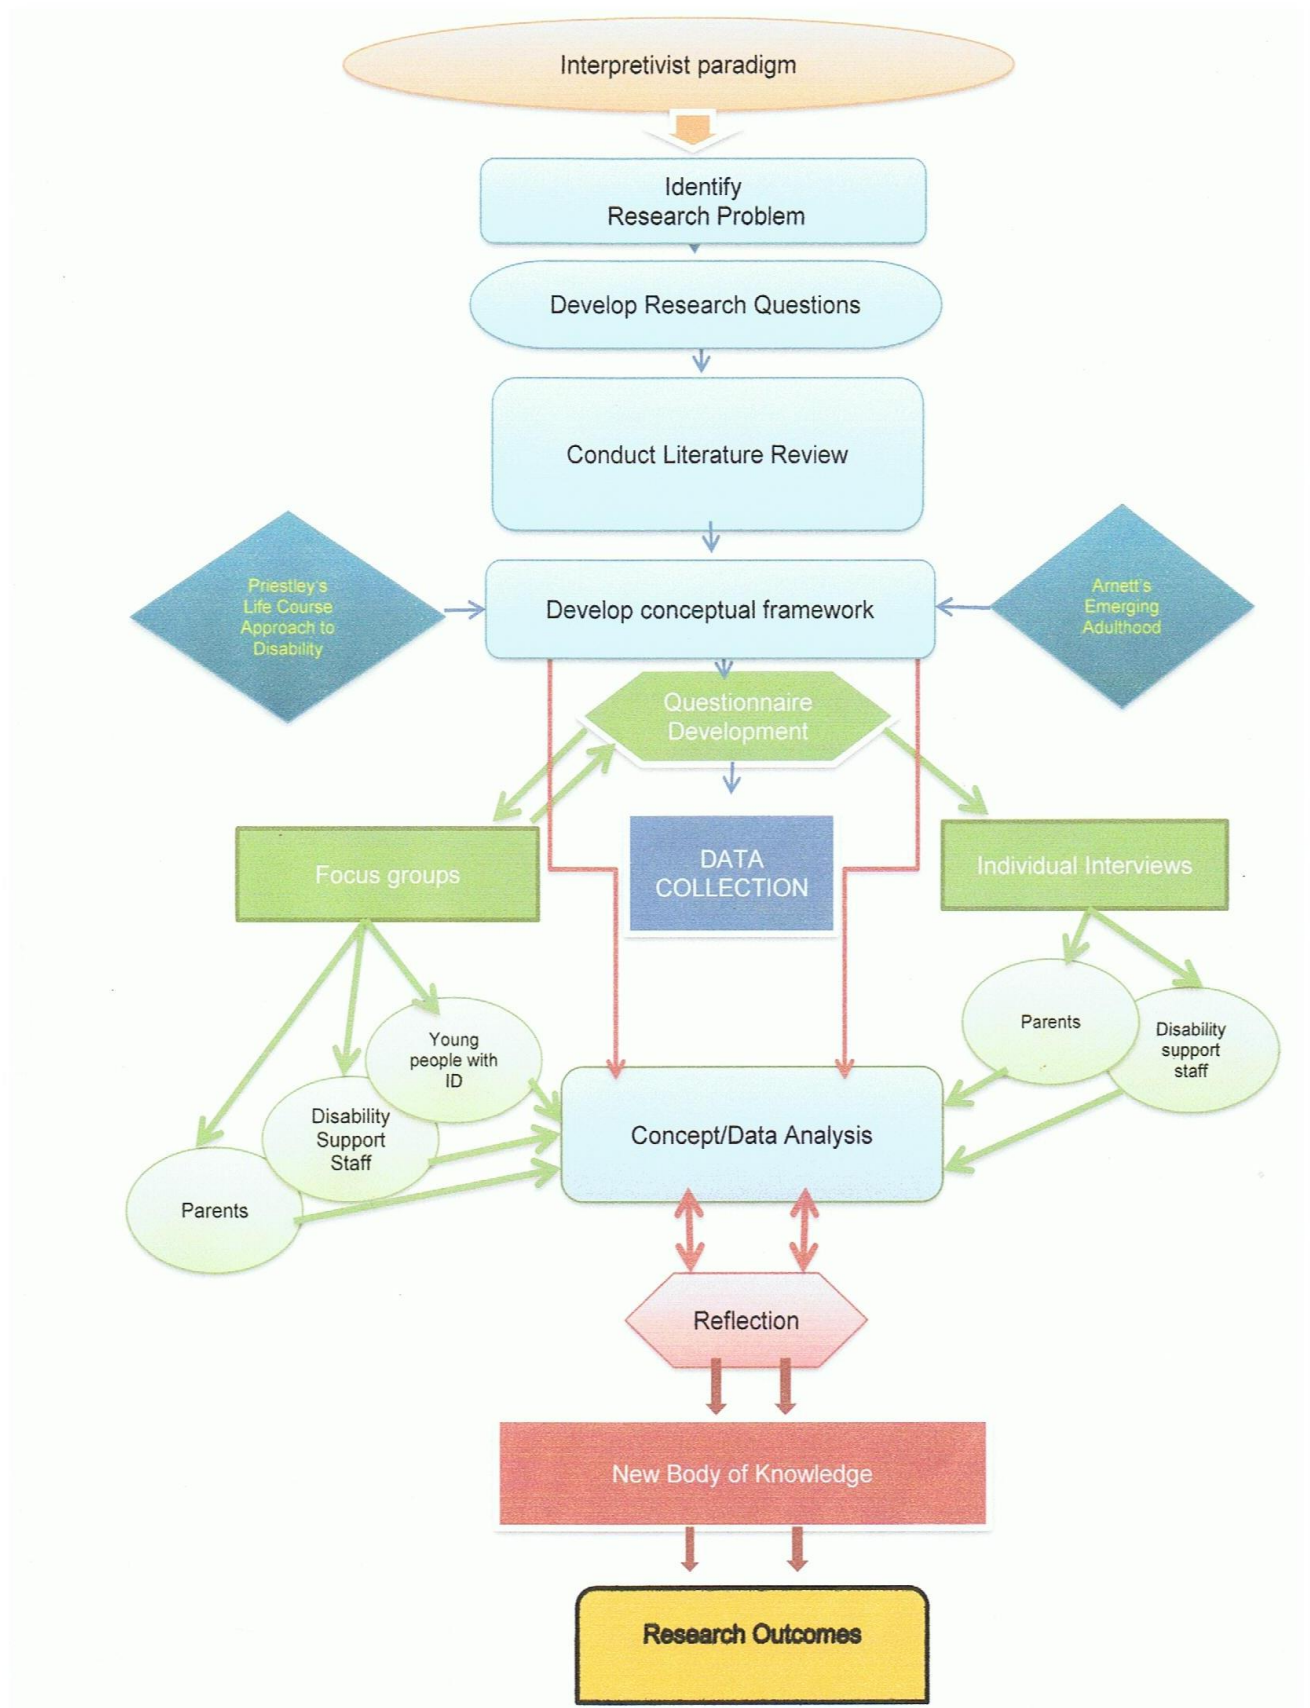 Interpretivist paradigm
Identify
Research Problem
Develop Research Questions
Conduct Literature Review
Priestley's
Life Course
Approach to
Disability
Develop conceptual framework
Arnett's
Emerging
Adulthood
Questionnaire
Development
Focus groups
DATA
COLLECTION
Individual Interviews
Young
people with
ID
Disability
Support
Staff
Parents
Parents
Disability
support
staff
Concept/Data Analysis
Reflection
New Body of Knowledge
Research Outcomes